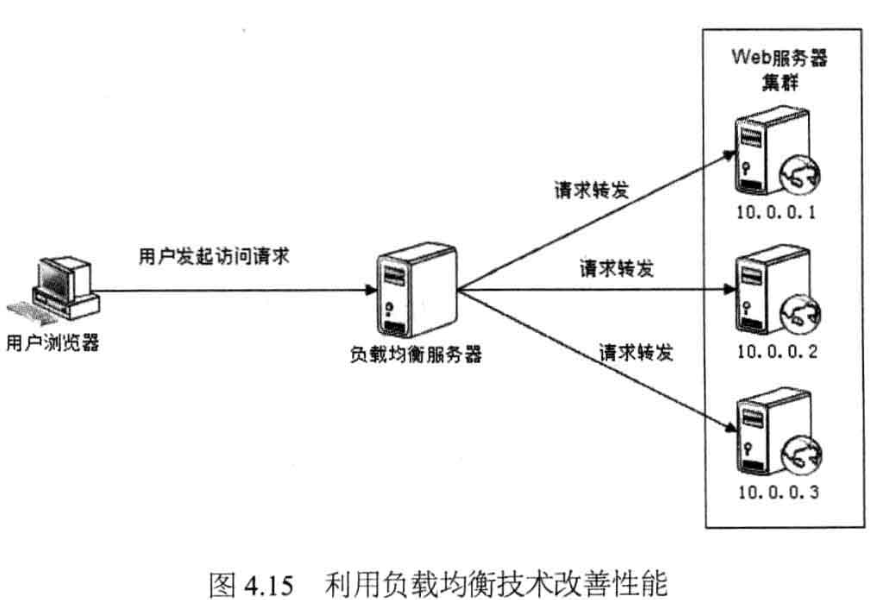 Web服务器
集群
请求转发
10.0.0.1
用户发起访问请求
请求转发
用户浏览器
负载均衡服务器
10.0.0.2
请求转发
10.0.0.3
图 4.15 利用负载均衡技术改善性能